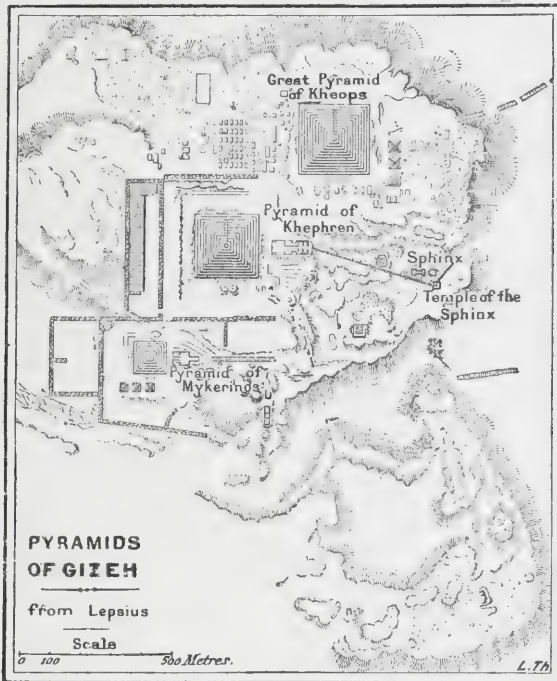 Great Pyramid
of Kheops
Pyramid of
Khephren
Sphinx
Temple of the
Sphinx
Pyramid of
Mykerinos
PYRAMIDS
OF GIZEH
from Lepsius
Scale
0 100 500 Metres.
L. Th.